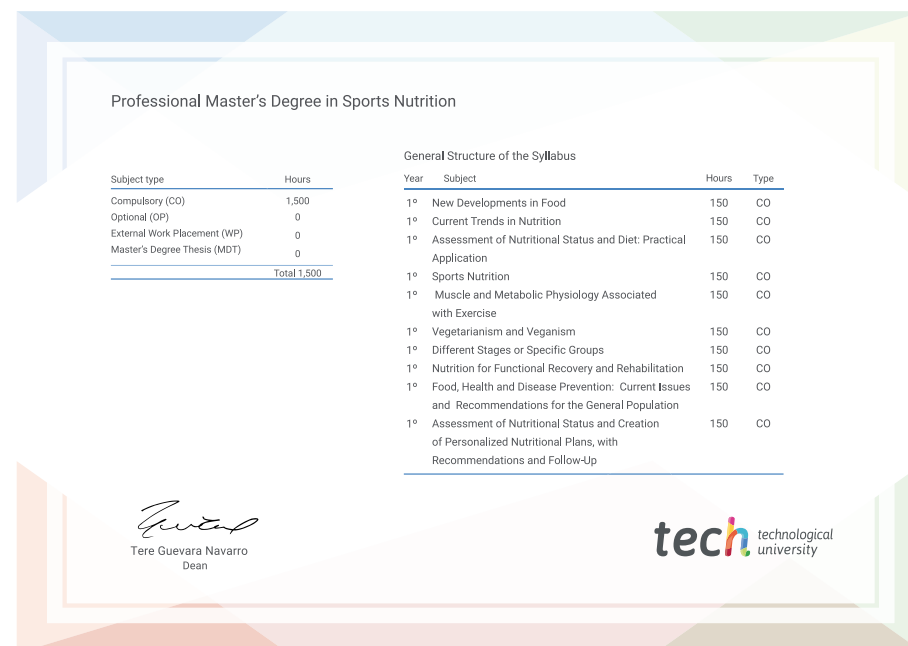 Professional Master's Degree in Sports Nutrition
Subject type Hours
Compulsory (CO) 1,500
Optional (OP) 0
External Work Placement (WP) 0
Master's Degree Thesis (MDT) 0
Total 1,500
General Structure of the Syllabus
Year Subject Hours Type
1º New Developments in Food 150 CO
1º Current Trends in Nutrition 150 CO
1º Assessment of Nutritional Status and Diet: Practical 150 CO
Application
1º Sports Nutrition 150 CO
1º Muscle and Metabolic Physiology Associated 150 CO
with Exercise
1º Vegetarianism and Veganism 150 CO
1º Different Stages or Specific Groups 150 CO
1º Nutrition for Functional Recovery and Rehabilitation 150 CO
1º Food, Health and Disease Prevention: Current Issues 150 CO
and Recommendations for the General Population
1º Assessment of Nutritional Status and Creation 150 CO
of Personalized Nutritional Plans, with
Recommendations and Follow-Up
Tere Guevara Navarro
Dean
tech technological
university